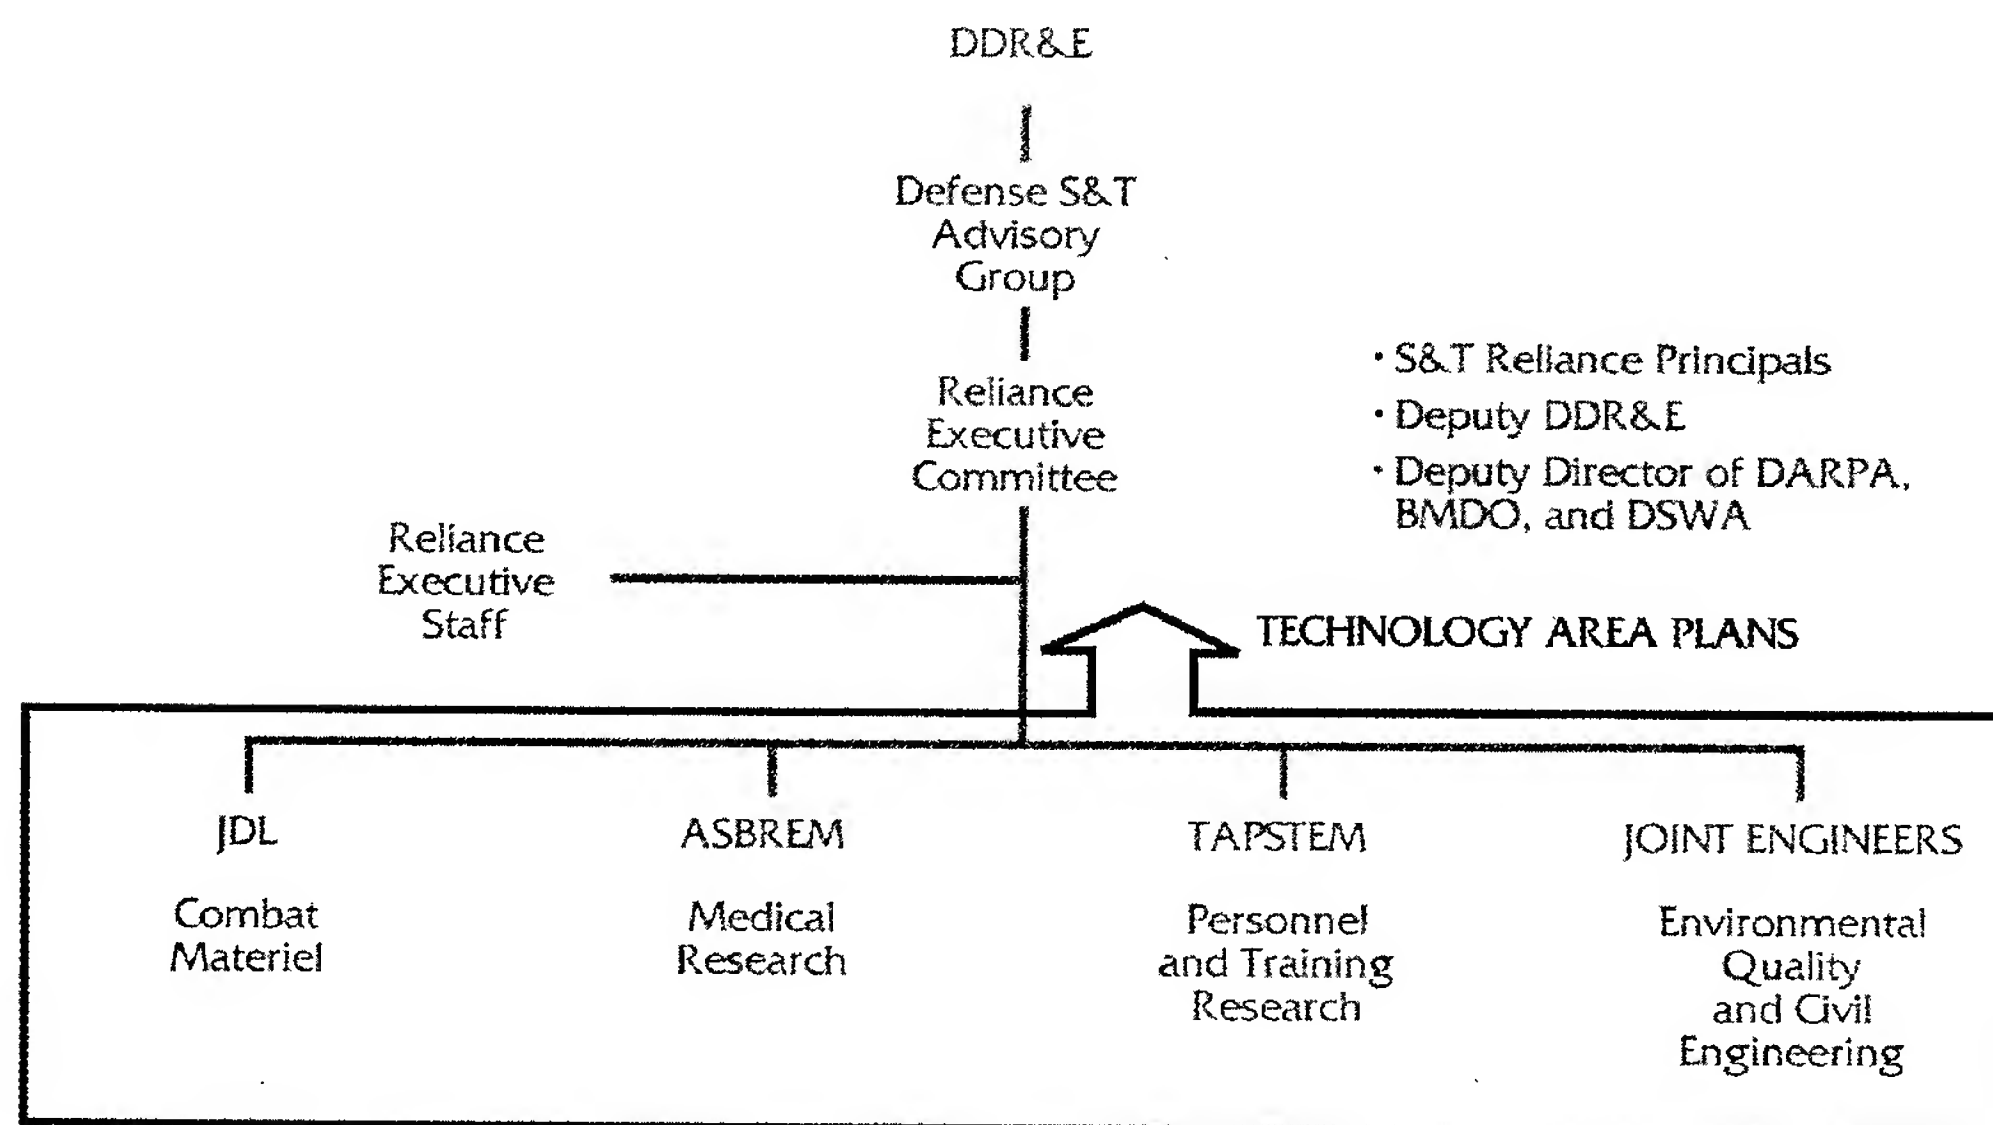 DDR&E
Defense S&T
Advisory
Group
Reliance
Executive
Committee
• S&T Reliance Principals
• Deputy DDR&E
• Deputy Director of DARPA,
BMDO, and DSWA
Reliance
Executive
Staff
TECHNOLOGY AREA PLANS
JDL
Combat
Materiel
ASBREM
Medical
Research
TAPSTEM
Personnel
and Training
Research
JOINT ENGINEERS
Environmental
Quality
and Civil
Engineering